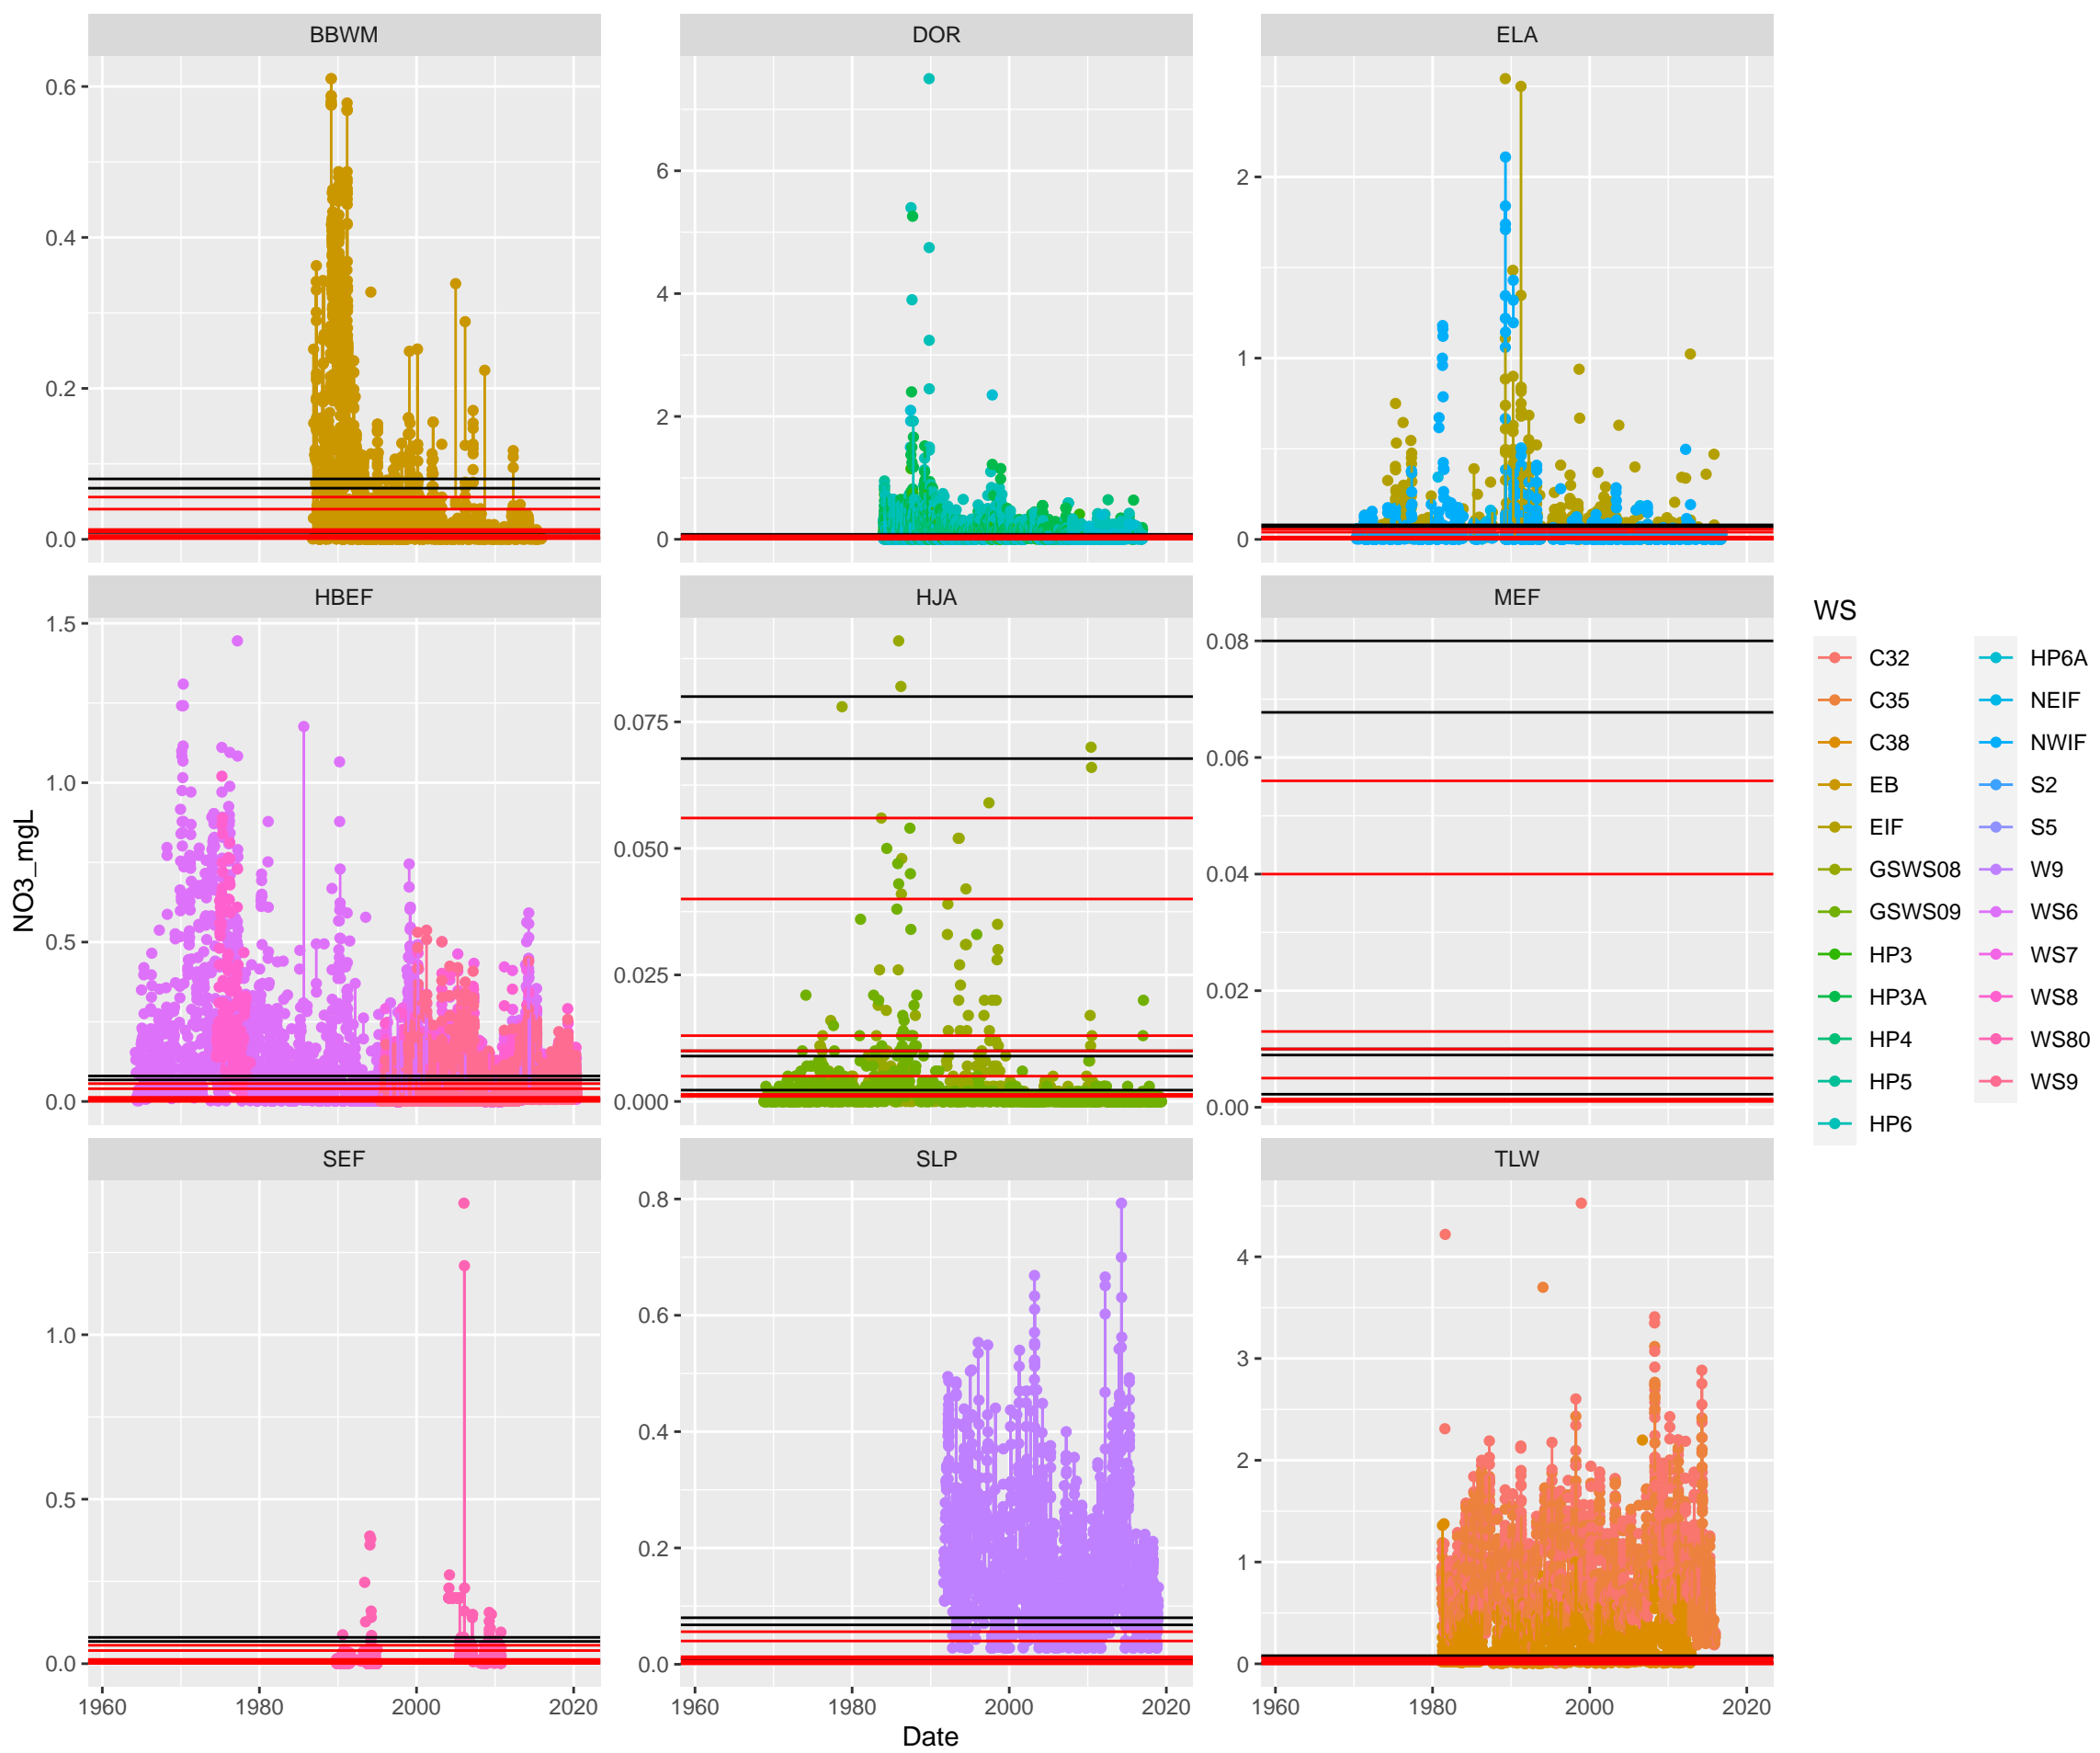 BBWM DOR ELA
0.6
0.4
0.2
0.0
6
4
2
0
2
1
0
HBEF HJA MEF
1.5
1.0
0.5
0.0
0.075
0.050
0.025
0.000
0.08
0.06
0.04
0.02
0.00
SEF SLP TLW
1.0
0.5
0.0
0.8
0.6
0.4
0.2
0.0
4
3
2
1
0
1960 1980 2000 2020 1960 1980 2000 2020 1960 1980 2000 2020
Date
NO3_mgL
WS
C32
C35
C38
EB
EIF
GSWS08
GSWS09
HP3
HP3A
HP4
HP5
HP6
HP6A
NEIF
NWIF
S2
S5
W9
WS6
WS7
WS8
WS80
WS9